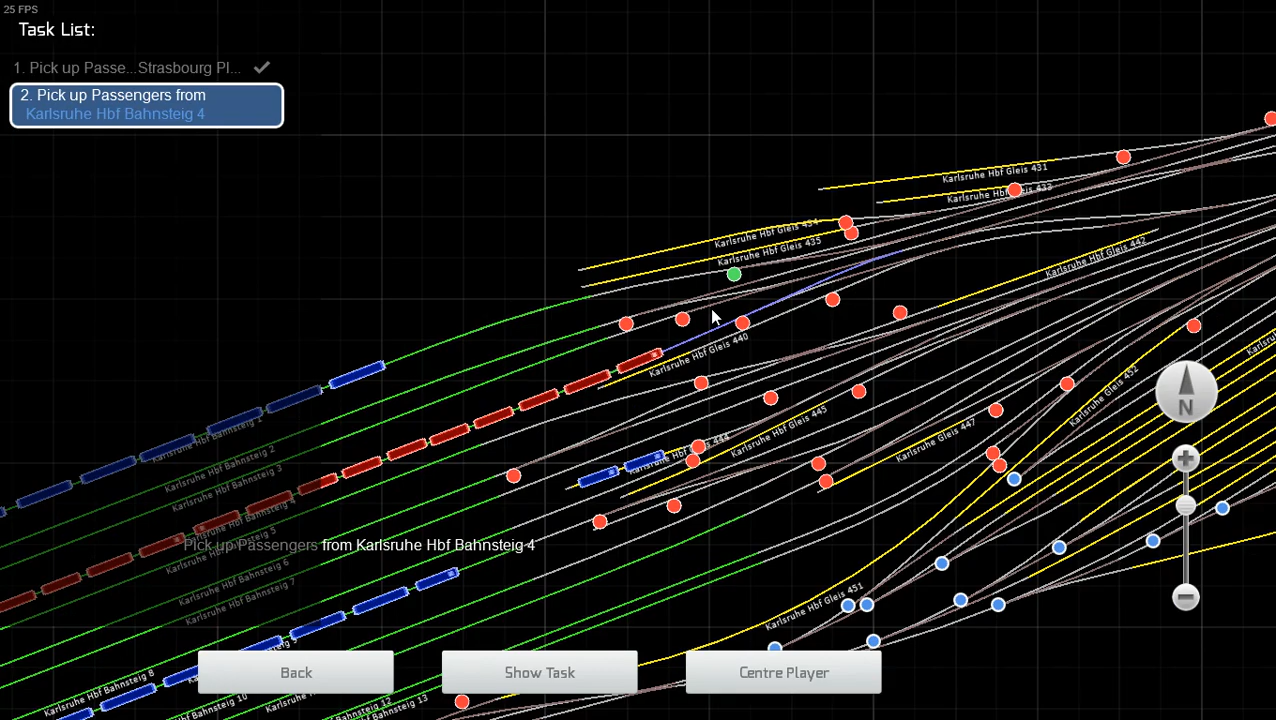 25 FPS
Task List:
1. Pick up Passe...Strasbourg Pl...
2. Pick up Passengers from
Karlsruhe Hbf Bahnsteig 4
Karlsruhe Hbf Gleis 431
Karlsruhe Hbf Gleis 433
Karlsruhe Hbf Gleis 434
Karlsruhe Hbf Gleis 435
Karlsruhe Hbf Gleis 442
Karlsruhe Hbf Gleis 440
Karlsruhe Hbf Gleis 452
Karlsruhe Hbf Gleis 445
Karlsruhe Hbf Gleis 447
Karlsruhe Hbf Gleis 444
N
Karlsruhe Hbf Bahnsteig 1
Karlsruhe Hbf Bahnsteig 2
Karlsruhe Hbf Bahnsteig 3
Karlsruhe Hbf Bahnsteig 4
Karlsruhe Hbf Bahnsteig 5
Pick up Passengers from Karlsruhe Hbf Bahnsteig 4
Karlsruhe Hbf Bahnsteig 6
Karlsruhe Hbf Bahnsteig 7
Karlsruhe Hbf Gleis 451
Karlsruhe Hbf Bahnsteig 8
Back
Show Task
Centre Player